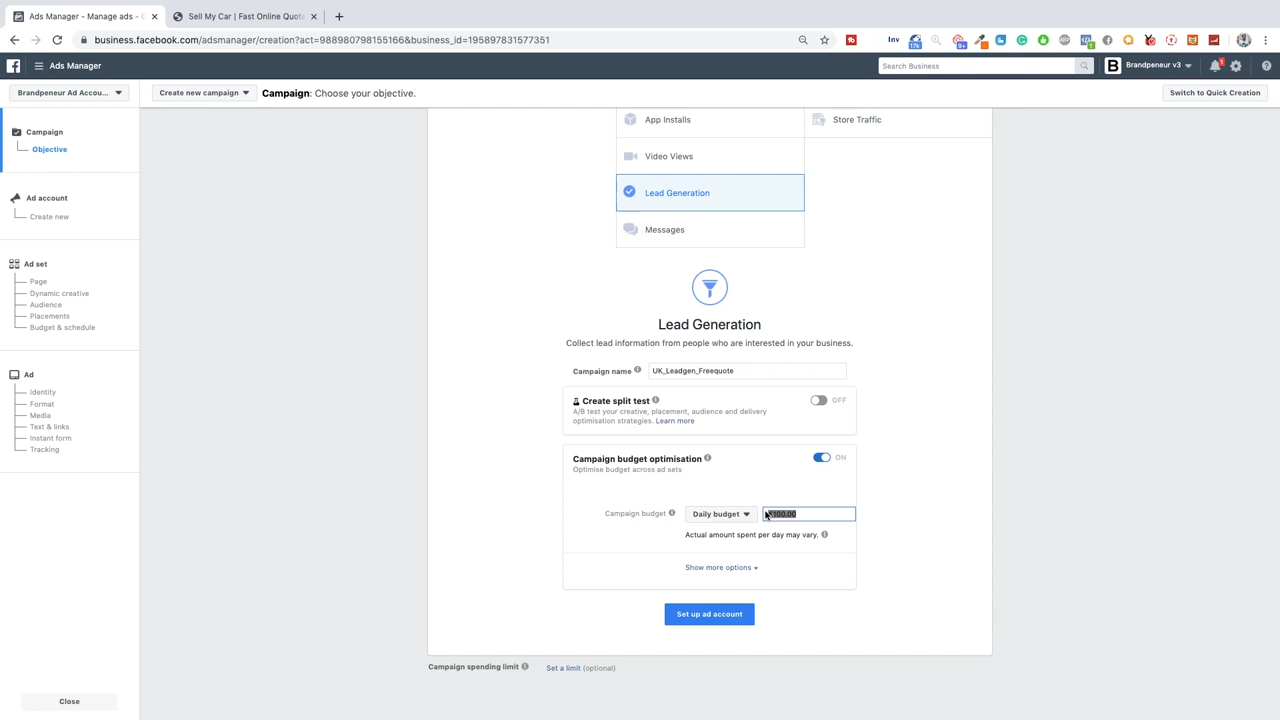 Ads Manager - Manage ads - C
Sell My Car | Fast Online Quote
business.facebook.com/adsmanager/creation?act=988980798155166&business_id=195897831577351
Inv
17k
9+
1
Ads Manager
Search Business
B
Brandpeneur v3
1
Brandpeneur Ad Accou...
Create new campaign
Campaign: Choose your objective.
Switch to Quick Creation
Campaign
Objective
Ad account
Create new
Ad set
Page
Dynamic creative
Audience
Placements
Budget & schedule
Ad
Identity
Format
Media
Text & links
Instant form
Tracking
Close
App Installs
Store Traffic
Video Views
Lead Generation
Messages
Lead Generation
Collect lead information from people who are interested in your business.
Campaign name
UK_Leadgen_Freequote
Create split test
OFF
A/B test your creative, placement, audience and delivery
optimisation strategies. Learn more
Campaign budget optimisation
ON
Optimise budget across ad sets
Campaign budget
Daily budget
100.00
Actual amount spent per day may vary.
Show more options
Set up ad account
Campaign spending limit
Set a limit (optional)